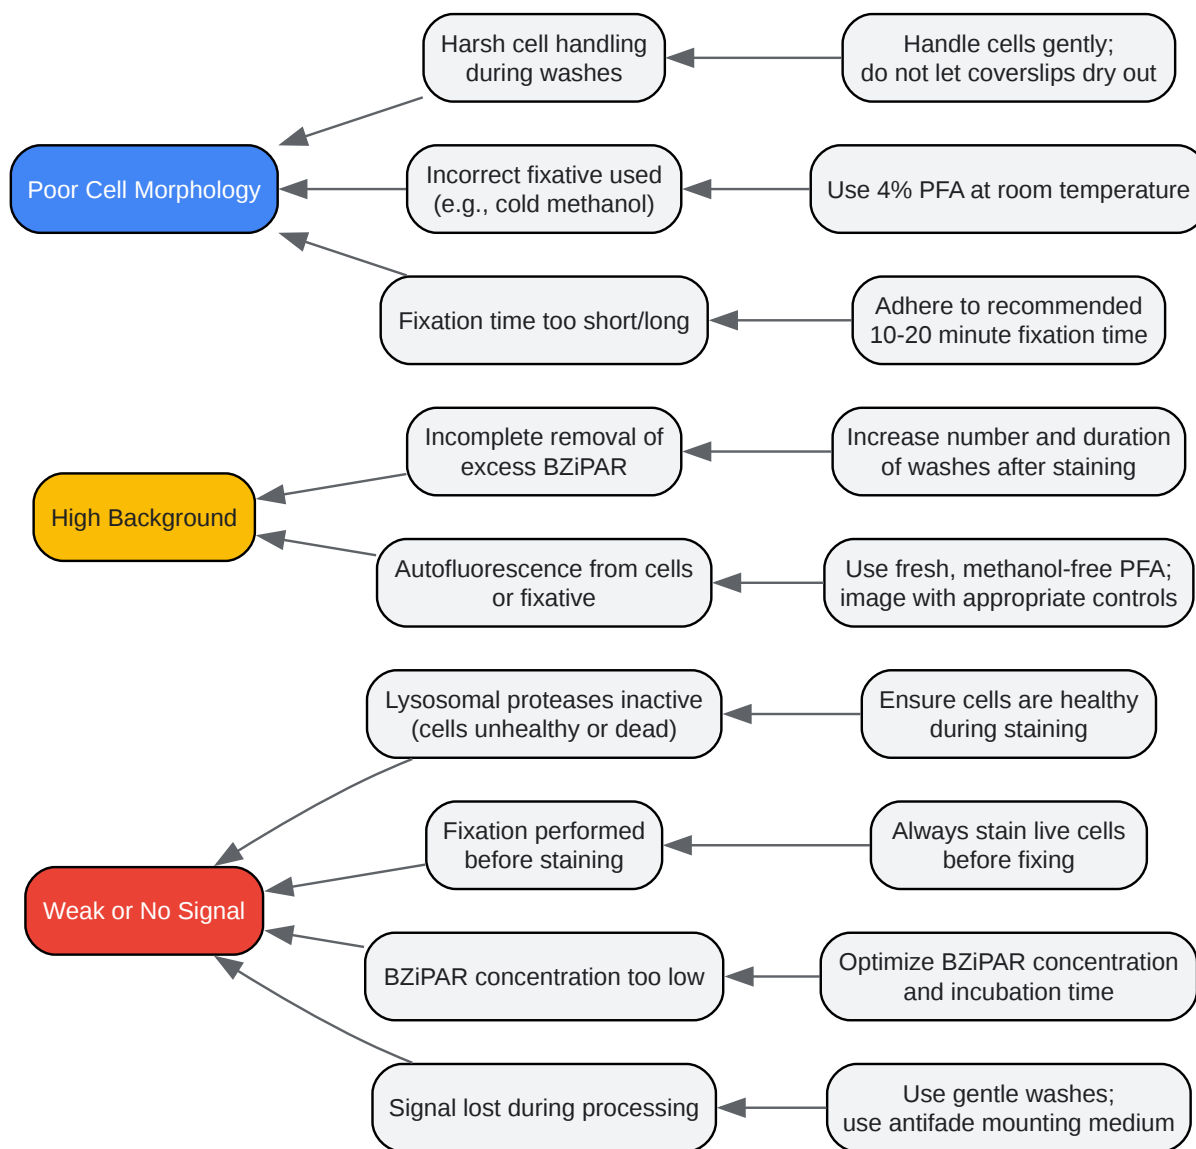 Harsh cell handling
during washes
Handle cells gently;
do not let coverslips dry out
Poor Cell Morphology
Incorrect fixative used
(e.g., cold methanol)
Use 4% PFA at room temperature
Fixation time too short/long
Adhere to recommended
10-20 minute fixation time
Incomplete removal of
excess BZiPAR
Increase number and duration
of washes after staining
High Background
Autofluorescence from cells
or fixative
Use fresh, methanol-free PFA;
image with appropriate controls
Lysosomal proteases inactive
(cells unhealthy or dead)
Ensure cells are healthy
during staining
Fixation performed
before staining
Always stain live cells
before fixing
Weak or No Signal
BZiPAR concentration too low
Optimize BZiPAR concentration
and incubation time
Signal lost during processing
Use gentle washes;
use antifade mounting medium